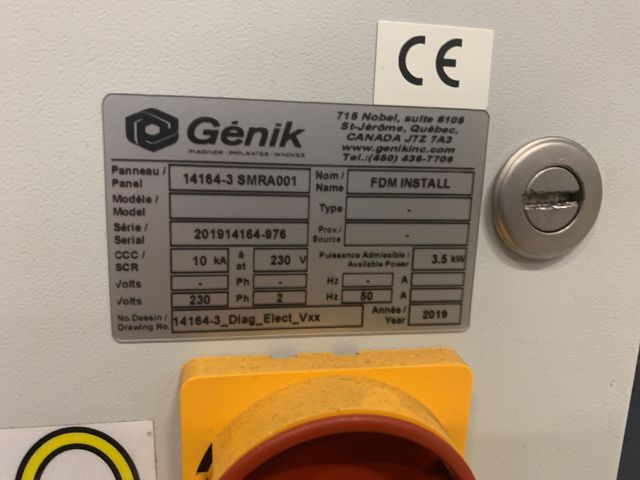 CE
Génik
IMAGINER · IMPLANTER · INNOVER
715 Nobel, suite #108
St-Jérôme, Québec,
CANADA J7Z 7A3
www.genikinc.com
Tel.:(450) 436-7706
Panneau / Panel 14164-3 SMRA001 Nom / Name FDM INSTALL
Modéle / Model Type -
Série / Serial 201914164-976 Prov./ Source -
CCC / SCR 10 kA à at 230 V Puissance Admissible / Available Power 3.5 kW
Volts - Ph - Hz - A
Volts 230 Ph 2 Hz 50 A
No.Dessin / Drawing No. 14164-3_Diag_Elect_Vxx Année / Year 2019